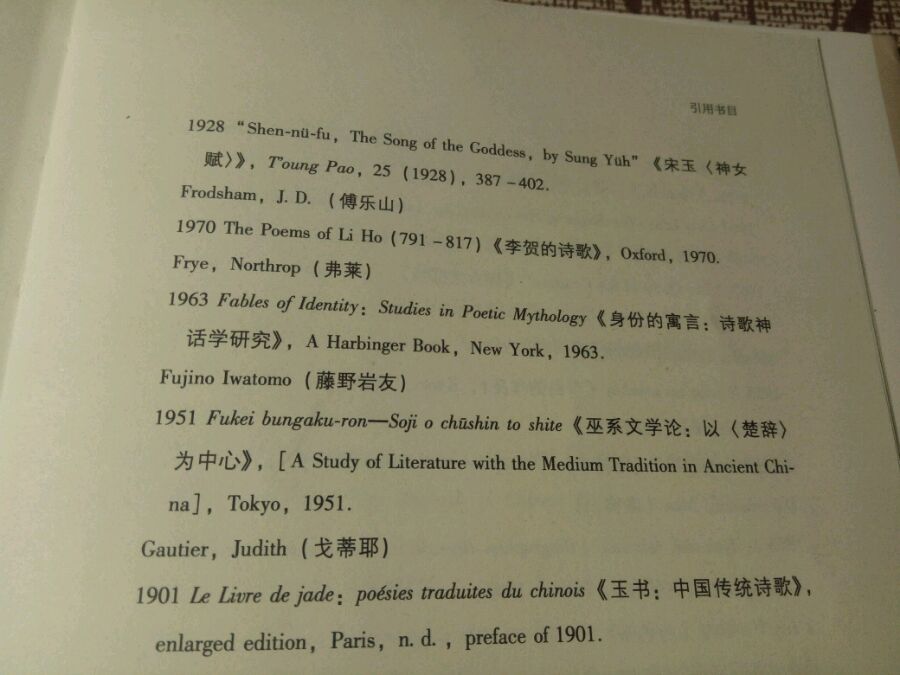 引用书目
1928 “Shen-nü-fu, The Song of the Goddess, by Sung Yüh”《宋玉〈神女
赋〉》, T'oung Pao, 25 (1928), 387-402.
Frodsham, J. D. (傅乐山)
1970 The Poems of Li Ho (791-817)《李贺的诗歌》, Oxford, 1970.
Frye, Northrop (弗莱)
1963 Fables of Identity: Studies in Poetic Mythology《身份的寓言: 诗歌神
话学研究》, A Harbinger Book, New York, 1963.
Fujino Iwatomo (藤野岩友)
1951 Fukei bungaku-ron—Soji o chūshin to shite《巫系文学论: 以〈楚辞〉
为中心》, [A Study of Literature with the Medium Tradition in Ancient Chi-
na], Tokyo, 1951.
Gautier, Judith (戈蒂耶)
1901 Le Livre de jade: poésies traduites du chinois《玉书: 中国传统诗歌》,
enlarged edition, Paris, n. d., preface of 1901.